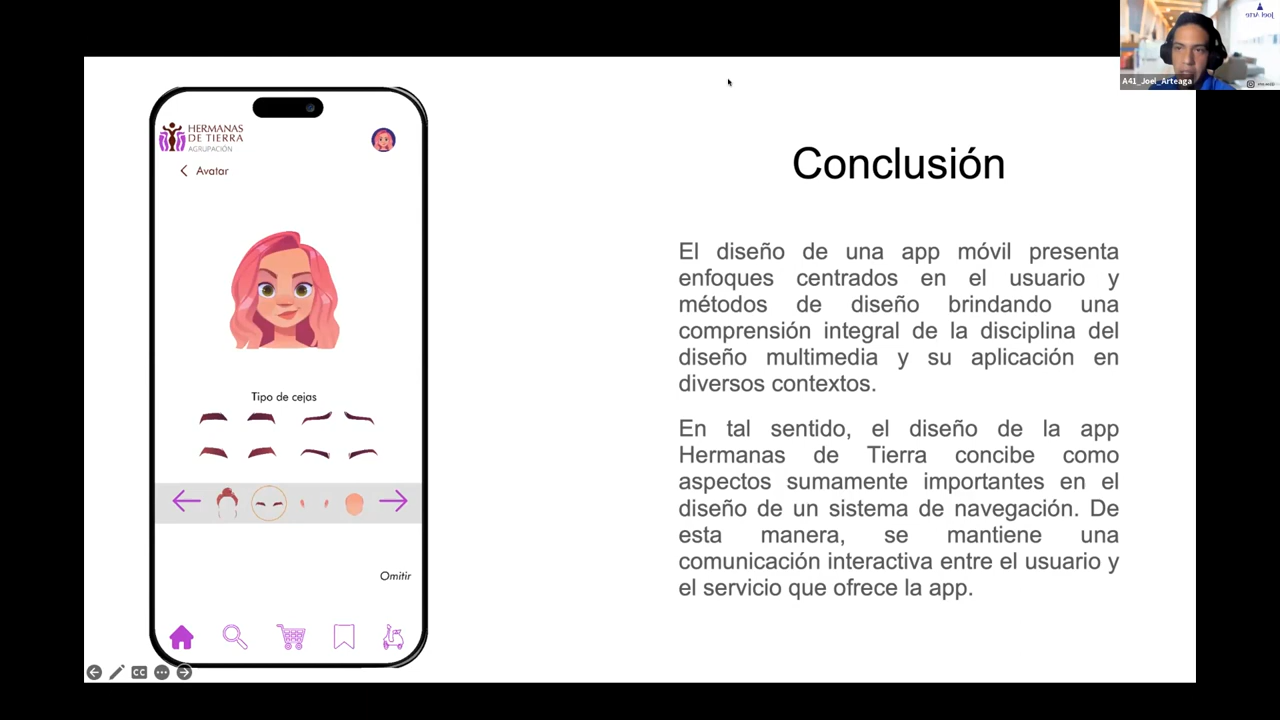 HERMANAS
DE TIERRA
AGRUPACIÓN
Avatar
Tipo de cejas
Omitir
Conclusión
El diseño de una app móvil presenta
enfoques centrados en el usuario y
métodos de diseño brindando una
comprensión integral de la disciplina del
diseño multimedia y su aplicación en
diversos contextos.
En tal sentido, el diseño de la app
Hermanas de Tierra concibe como
aspectos sumamente importantes en el
diseño de un sistema de navegación. De
esta manera, se mantiene una
comunicación interactiva entre el usuario y
el servicio que ofrece la app.
A41_Joel_Arteaga
Joel Arte
CC